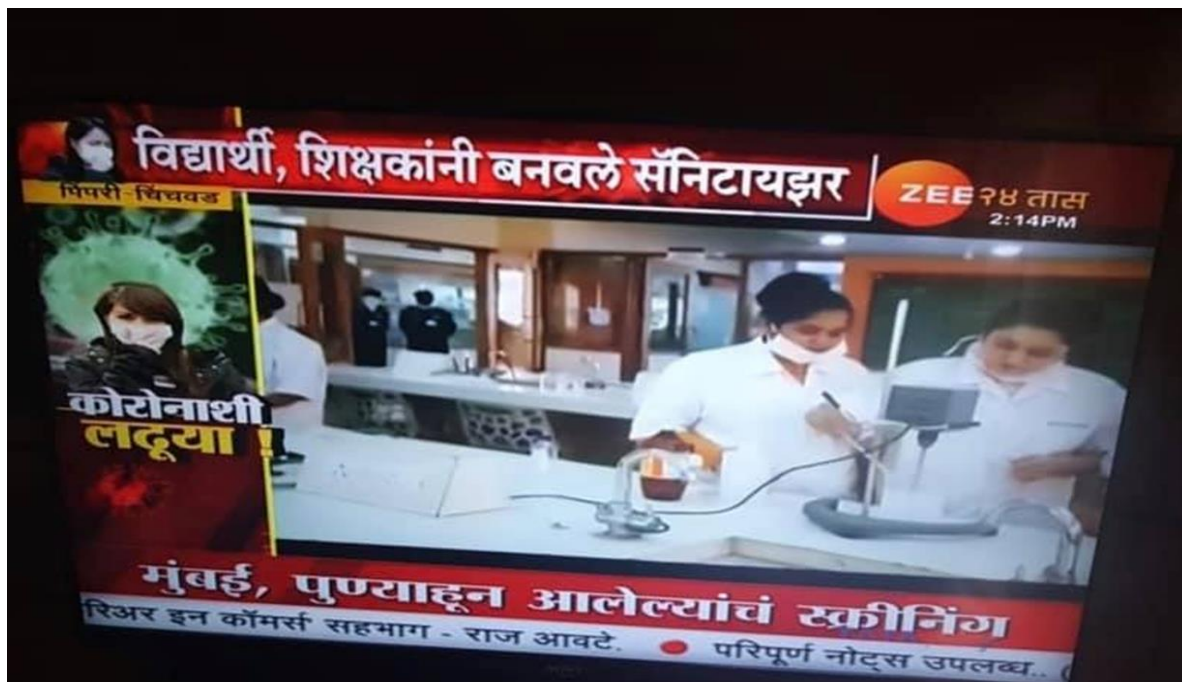 विद्यार्थी, शिक्षकांनी बनवले सॅनिटायझर
ZEE २४ तास
2:14PM
पिंपरी-चिंचवड
कोरोनाशी
लढूया !
मुंबई, पुण्याहून आलेल्यांचं स्क्रीनिंग
रिअर इन कॉमर्स' सहभाग - राज आवटे. ● परिपूर्ण नोट्स उपलब्ध..